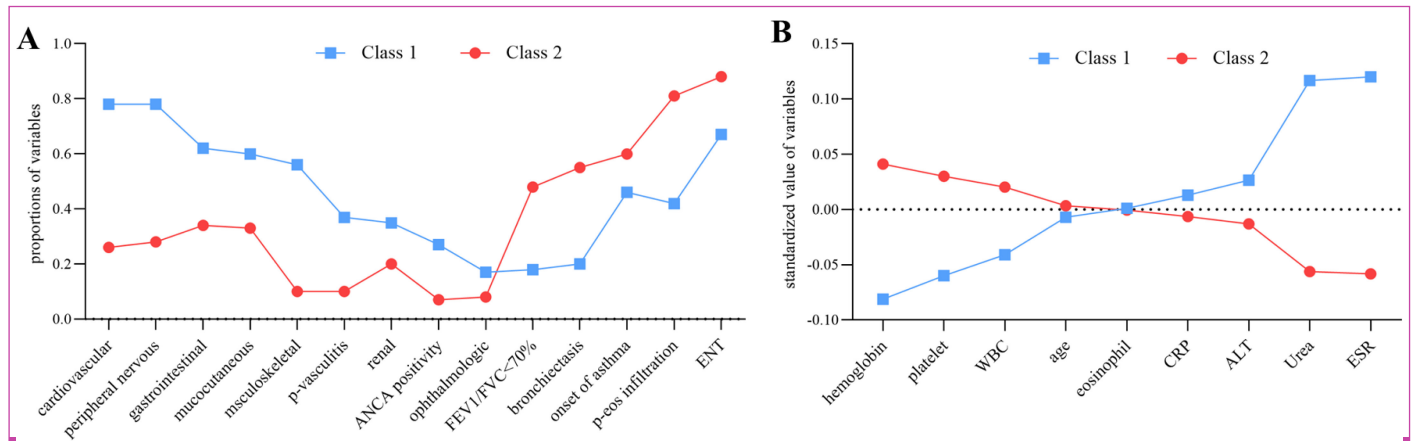 A
Class 1
Class 2
proportions of variables
1.0
0.8
0.6
0.4
0.2
0.0
cardiovascular
peripheral nervous
gastrointestinal
mucocutaneous
msculoskeletal
p-vasculitis
renal
ANCA positivity
ophthalmologic
FEV1/FVC<70%
bronchiectasis
onset of asthma
p-eos infiltration
ENT
B
Class 1
Class 2
standardized value of variables
0.15
0.10
0.05
0.00
-0.05
-0.10
hemoglobin
platelet
WBC
age
eosinophil
CRP
ALT
Urea
ESR